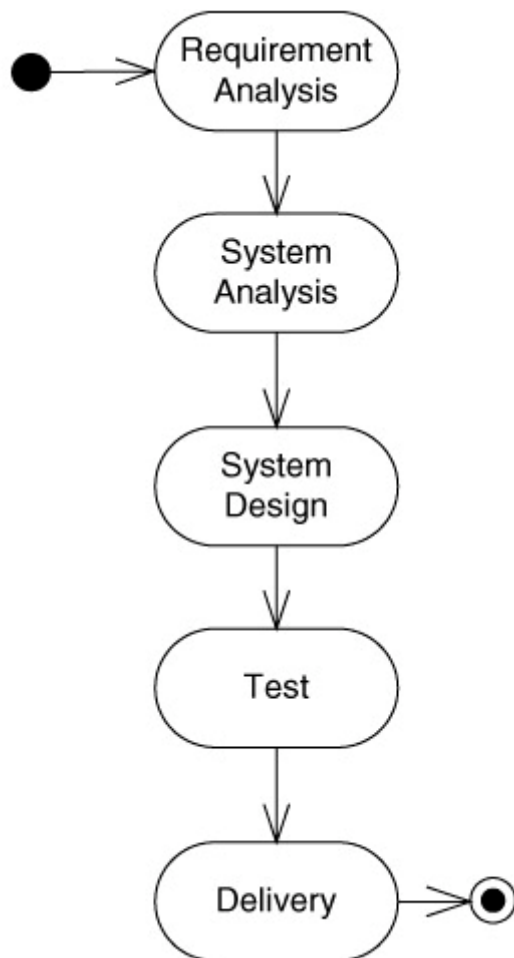 Requirement
Analysis
System
Analysis
System
Design
Test
Delivery